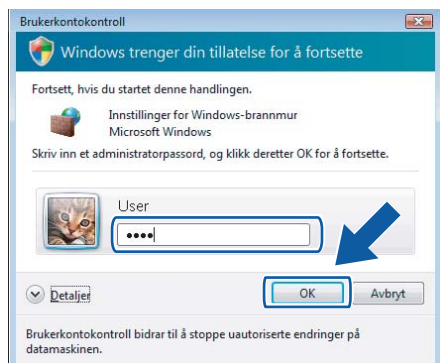 Brukerkontokontroll
Windows trenger din tillatelse for å fortsette
Fortsett, hvis du startet denne handlingen.
Innstillinger for Windows-brannmur
Microsoft Windows
Skriv inn et administratorpassord, og klikk deretter OK for å fortsette.
User
••••
Detaljer
OK
Avbryt
Brukerkontokontroll bidrar til å stoppe uautoriserte endringer på
datamaskinen.